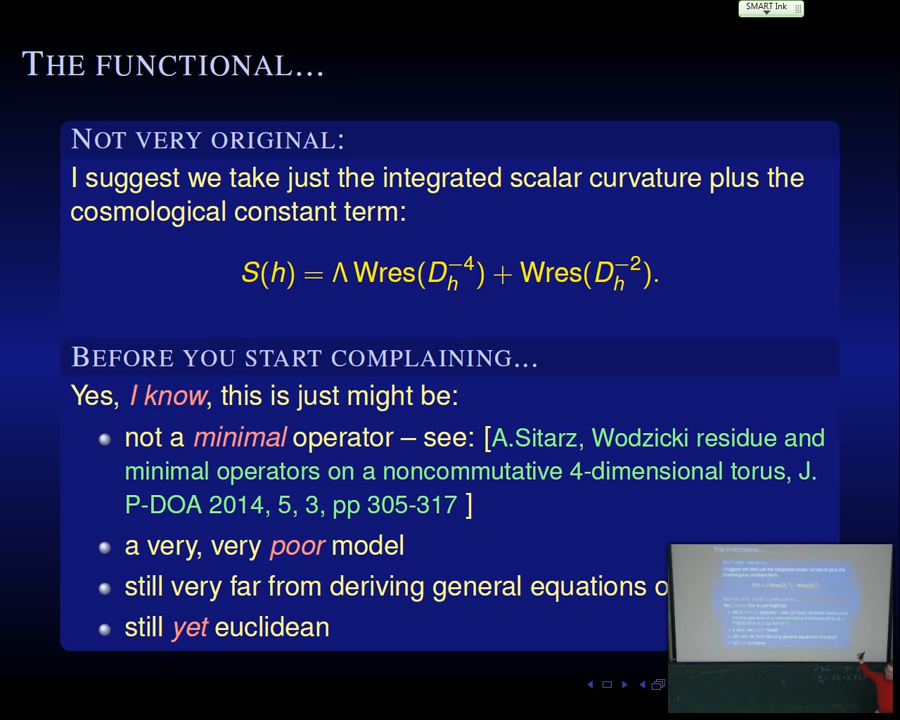 SMART Ink
THE FUNCTIONAL...
NOT VERY ORIGINAL:
I suggest we take just the integrated scalar curvature plus the
cosmological constant term:
S(h) = Λ Wres(D_h^{-4}) + Wres(D_h^{-2}).
BEFORE YOU START COMPLAINING...
Yes, I know, this is just might be:
not a minimal operator – see: [A.Sitarz, Wodzicki residue and
minimal operators on a noncommutative 4-dimensional torus, J.
P-DOA 2014, 5, 3, pp 305-317 ]
a very, very poor model
still very far from deriving general equations
still yet euclidean